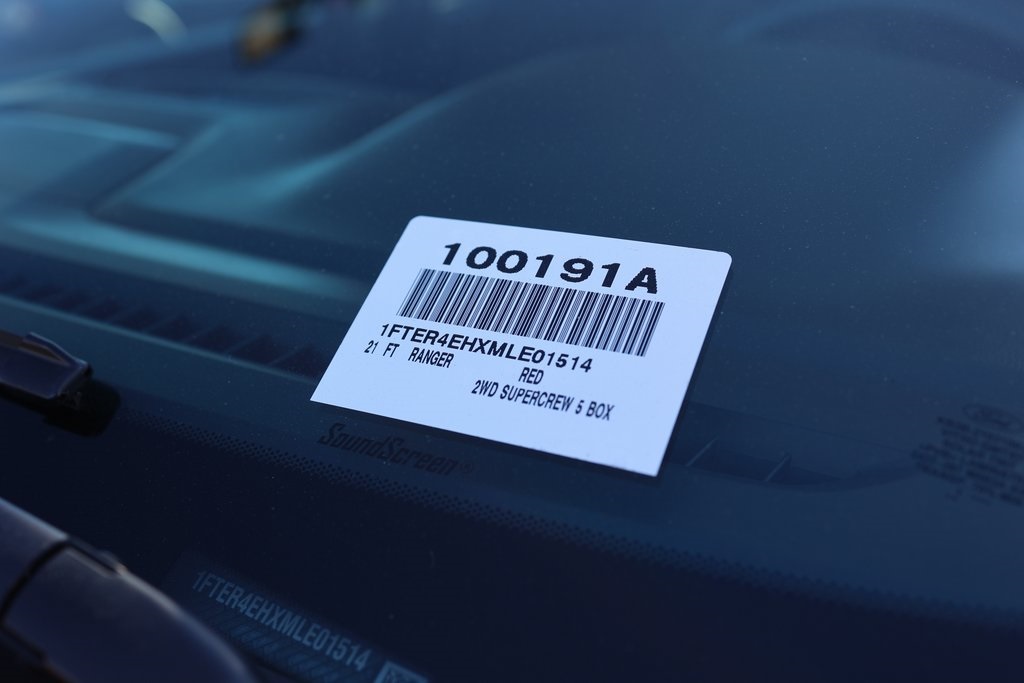 100191A
1FTER4EHXMLE01514
21 FT RANGER RED
2WD SUPERCREW 5 BOX
SoundScreen®
1FTER4EHXMLE01514